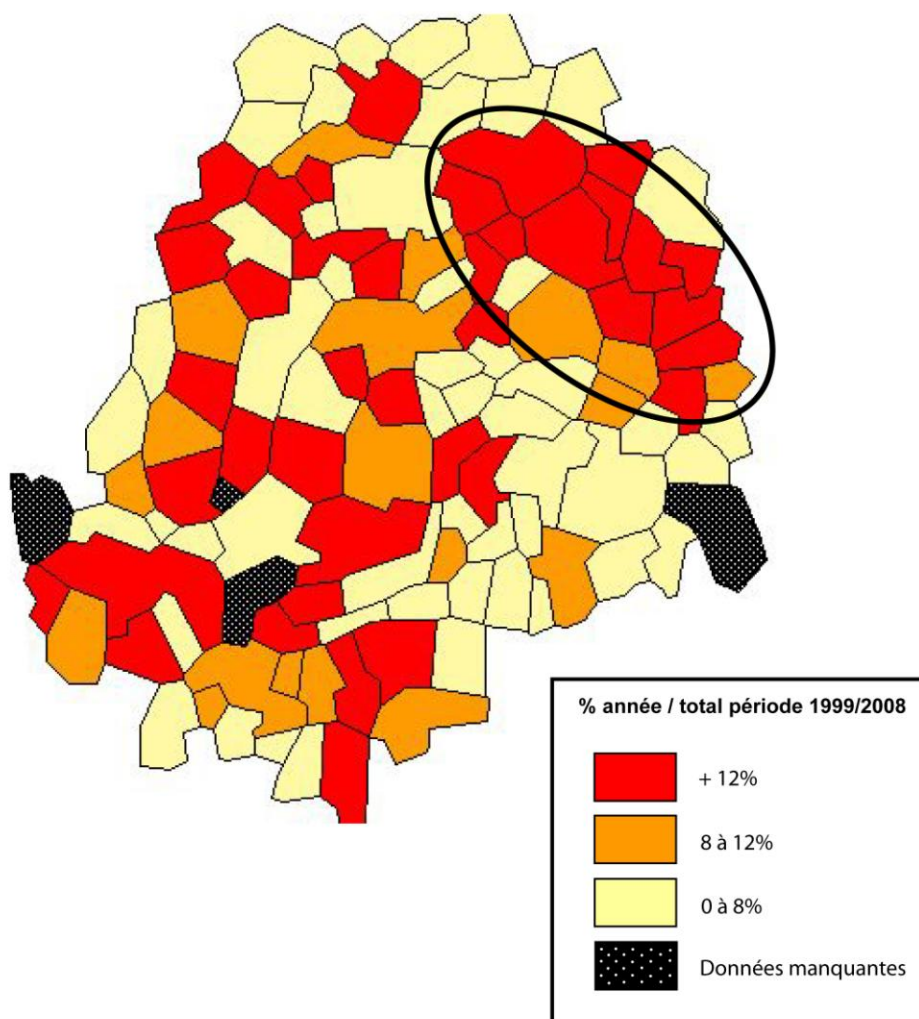 % année / total période 1999/2008
+ 12%
8 à 12%
0 à 8%
Données manquantes